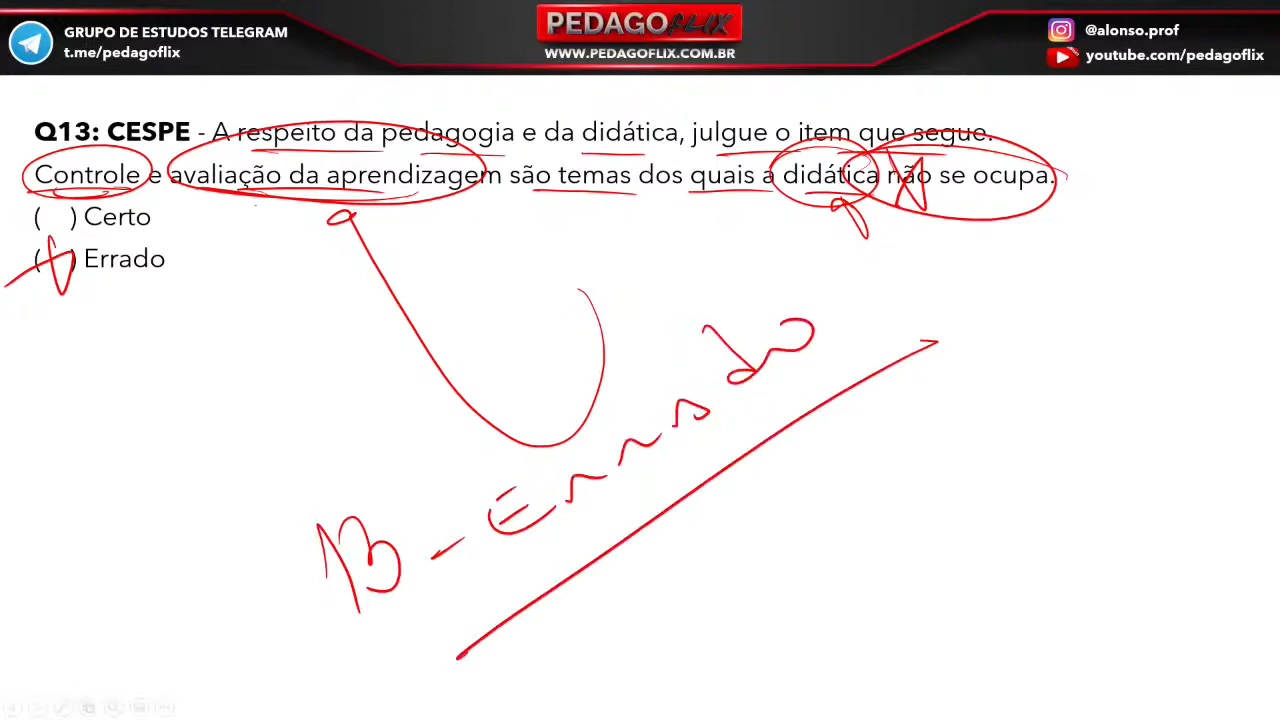 GRUPO DE ESTUDOS TELEGRAM
t.me/pedagoflix
PEDAGOFLIX
WWW.PEDAGOFLIX.COM.BR
@alonso.prof
youtube.com/pedagoflix
Q13: CESPE - A respeito da pedagogia e da didática, julgue o item que segue.
Controle e avaliação da aprendizagem são temas dos quais a didática não se ocupa.
( ) Certo
( ) Errado
13 - Errado